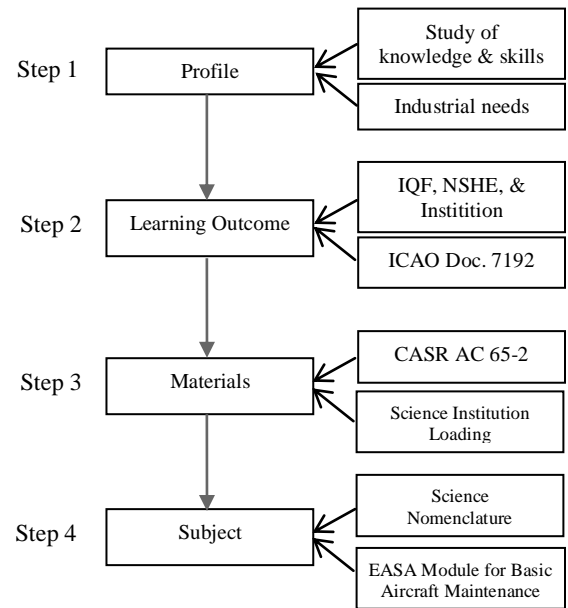 Step 1
Profile
Study of
knowledge & skills
Industrial needs
Step 2
Learning Outcome
IQF, NSHE, &
Institition
ICAO Doc. 7192
Step 3
Materials
CASR AC 65-2
Science Institution
Loading
Step 4
Subject
Science
Nomenclature
EASA Module for Basic
Aircraft Maintenance